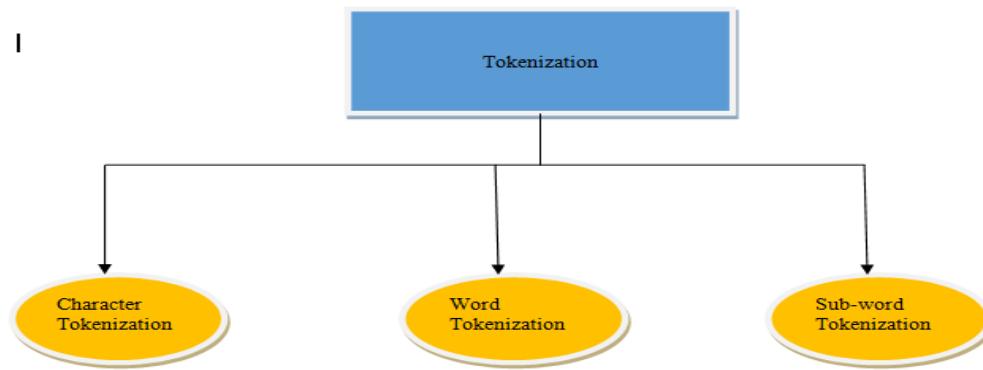 I
Tokenization
Character
Tokenization
Word
Tokenization
Sub-word
Tokenization